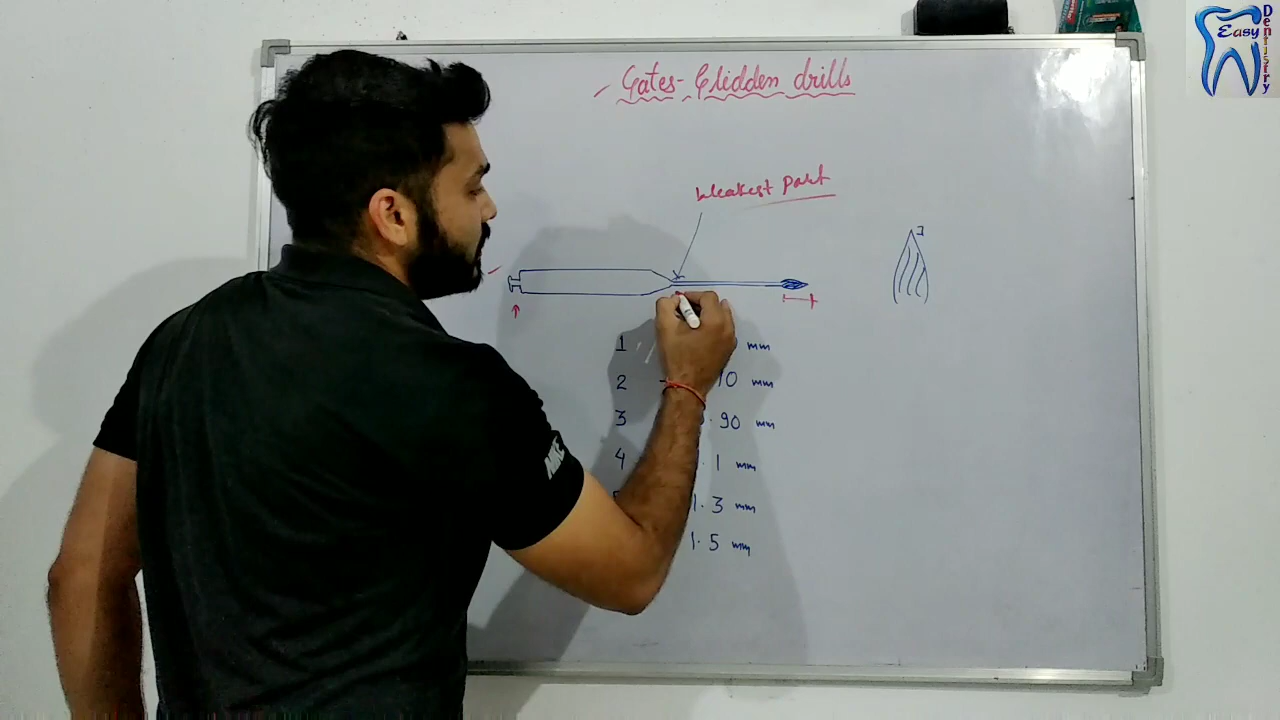 Gates-Glidden drills
Weakest part
1 mm
2 10 mm
3 .90 mm
4 .1 mm
1.3 mm
1.5 mm
Easy
Dentistry